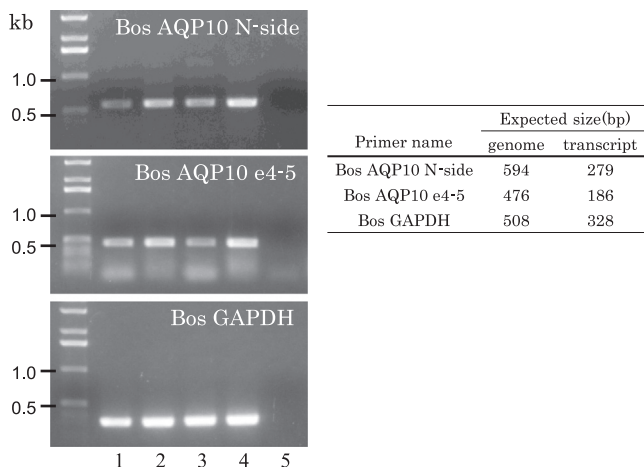 kb
Bos AQP10 N-side
1.0
0.5
Bos AQP10 e4-5
1.0
0.5
Bos GAPDH
1.0
0.5
1 2 3 4 5
Expected size(bp)
Primer name genome transcript
Bos AQP10 N-side 594 279
Bos AQP10 e4-5 476 186
Bos GAPDH 508 328